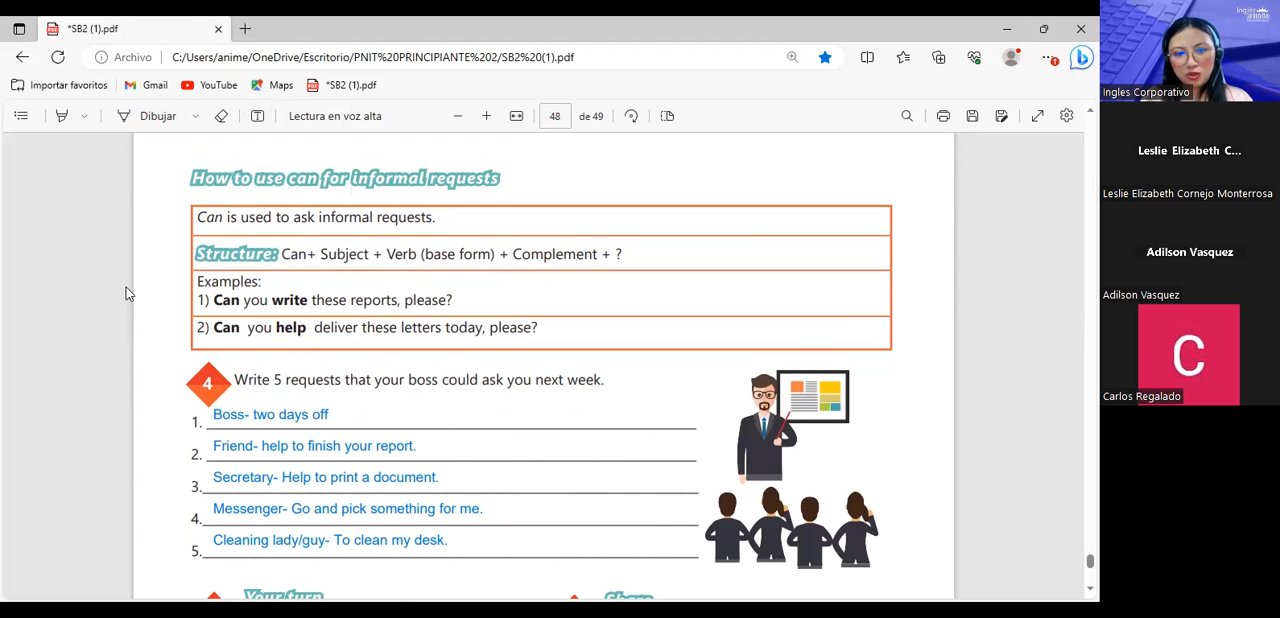 *SB2 (1).pdf
Archivo
C:/Users/anime/OneDrive/Escritorio/PNIT%20PRINCIPIANTE%202/SB2%20(1).pdf
Importar favoritos
Gmail
YouTube
Maps
*SB2 (1).pdf
Dibujar
Lectura en voz alta
48
de 49
How to use can for informal requests
Can is used to ask informal requests.
Structure: Can+ Subject + Verb (base form) + Complement + ?
Examples:
1) Can you write these reports, please?
2) Can you help deliver these letters today, please?
4 Write 5 requests that your boss could ask you next week.
1. Boss- two days off
2. Friend- help to finish your report.
3. Secretary- Help to print a document.
4. Messenger- Go and pick something for me.
5. Cleaning lady/guy- To clean my desk.
Your turn
Share
Ingles Corporativo
Leslie Elizabeth C...
Leslie Elizabeth Cornejo Monterrosa
Adilson Vasquez
Adilson Vasquez
C
Carlos Regalado